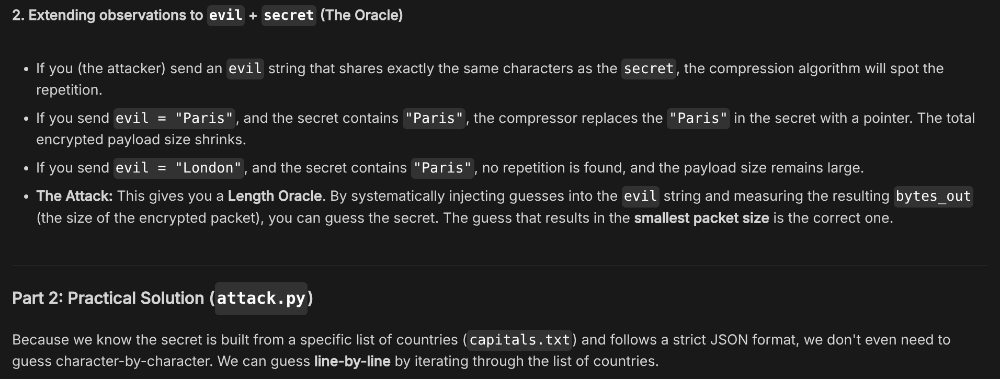 2. Extending observations to evil + secret (The Oracle)
• If you (the attacker) send an evil string that shares exactly the same characters as the secret, the compression algorithm will spot the
repetition.
• If you send evil = "Paris", and the secret contains "Paris", the compressor replaces the "Paris" in the secret with a pointer. The total
encrypted payload size shrinks.
• If you send evil = "London", and the secret contains "Paris", no repetition is found, and the payload size remains large.
• The Attack: This gives you a Length Oracle. By systematically injecting guesses into the evil string and measuring the resulting bytes_out
(the size of the encrypted packet), you can guess the secret. The guess that results in the smallest packet size is the correct one.
Part 2: Practical Solution (attack.py)
Because we know the secret is built from a specific list of countries (capitals.txt) and follows a strict JSON format, we don't even need to
guess character-by-character. We can guess line-by-line by iterating through the list of countries.